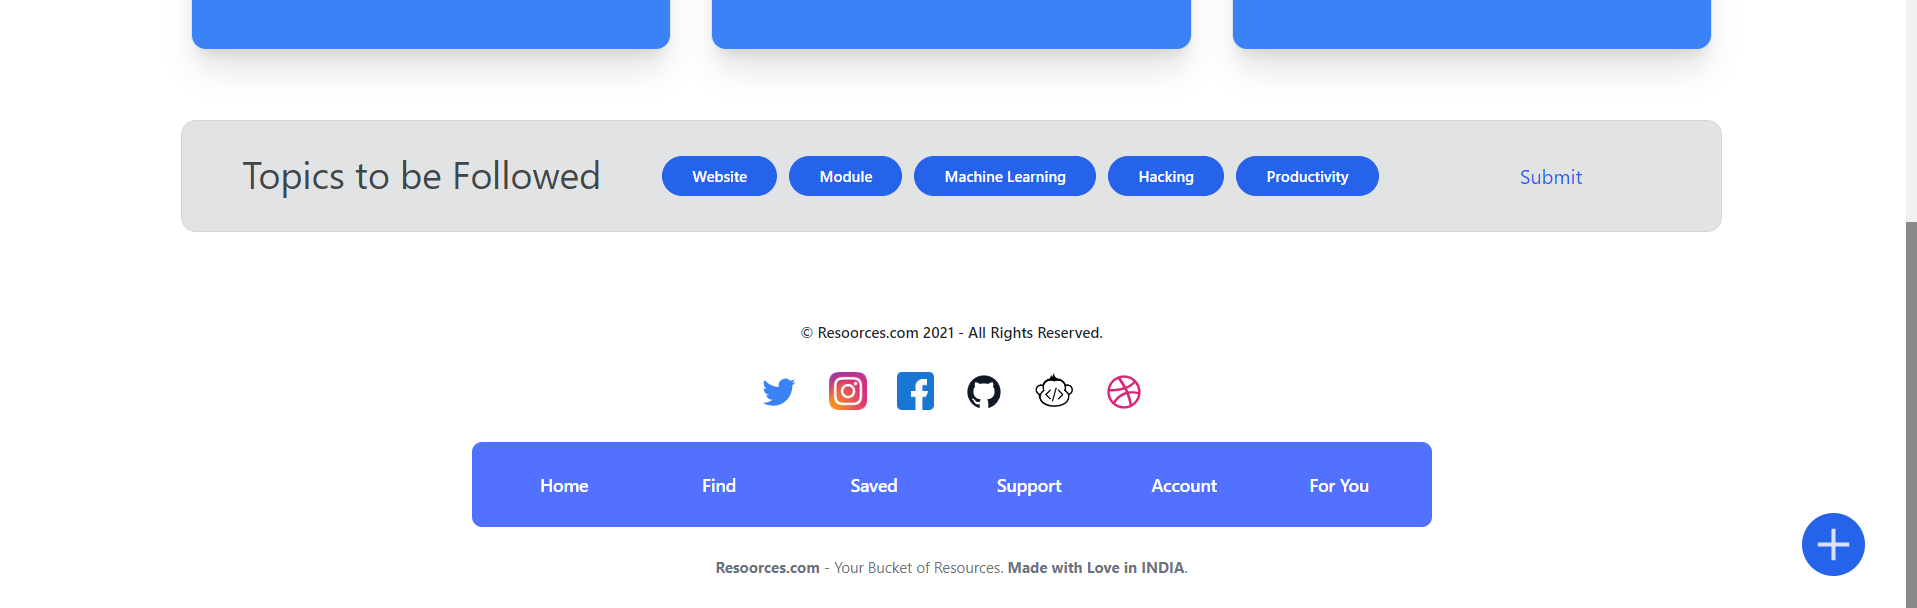 Topics to be Followed Website Module Machine Learning Hacking Productivity Submit
© Resoorces.com 2021 - All Rights Reserved.
</>
Home Find Saved Support Account For You
Resoorces.com - Your Bucket of Resources. Made with Love in INDIA.